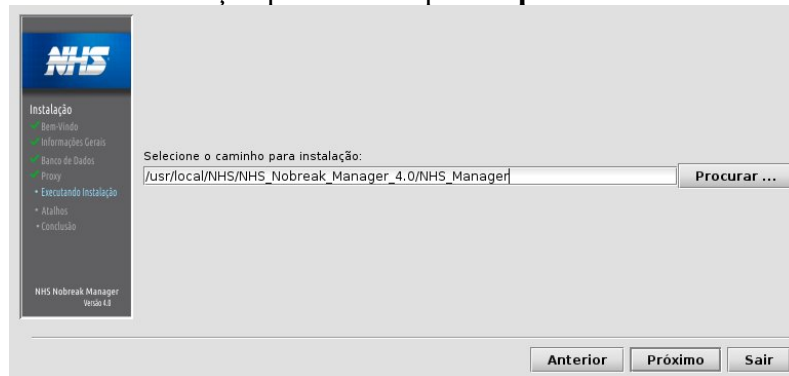 NHS
Instalação
Bem-Vindo
Informações Gerais
Banco de Dados
Proxy
Executando Instalação
Atalhos
Conclusão
NHS Nobreak Manager
Versão 4.0
Selecione o caminho para instalação:
/usr/local/NHS/NHS_Nobreak_Manager_4.0/NHS_Manager
Procurar ...
Anterior Próximo Sair